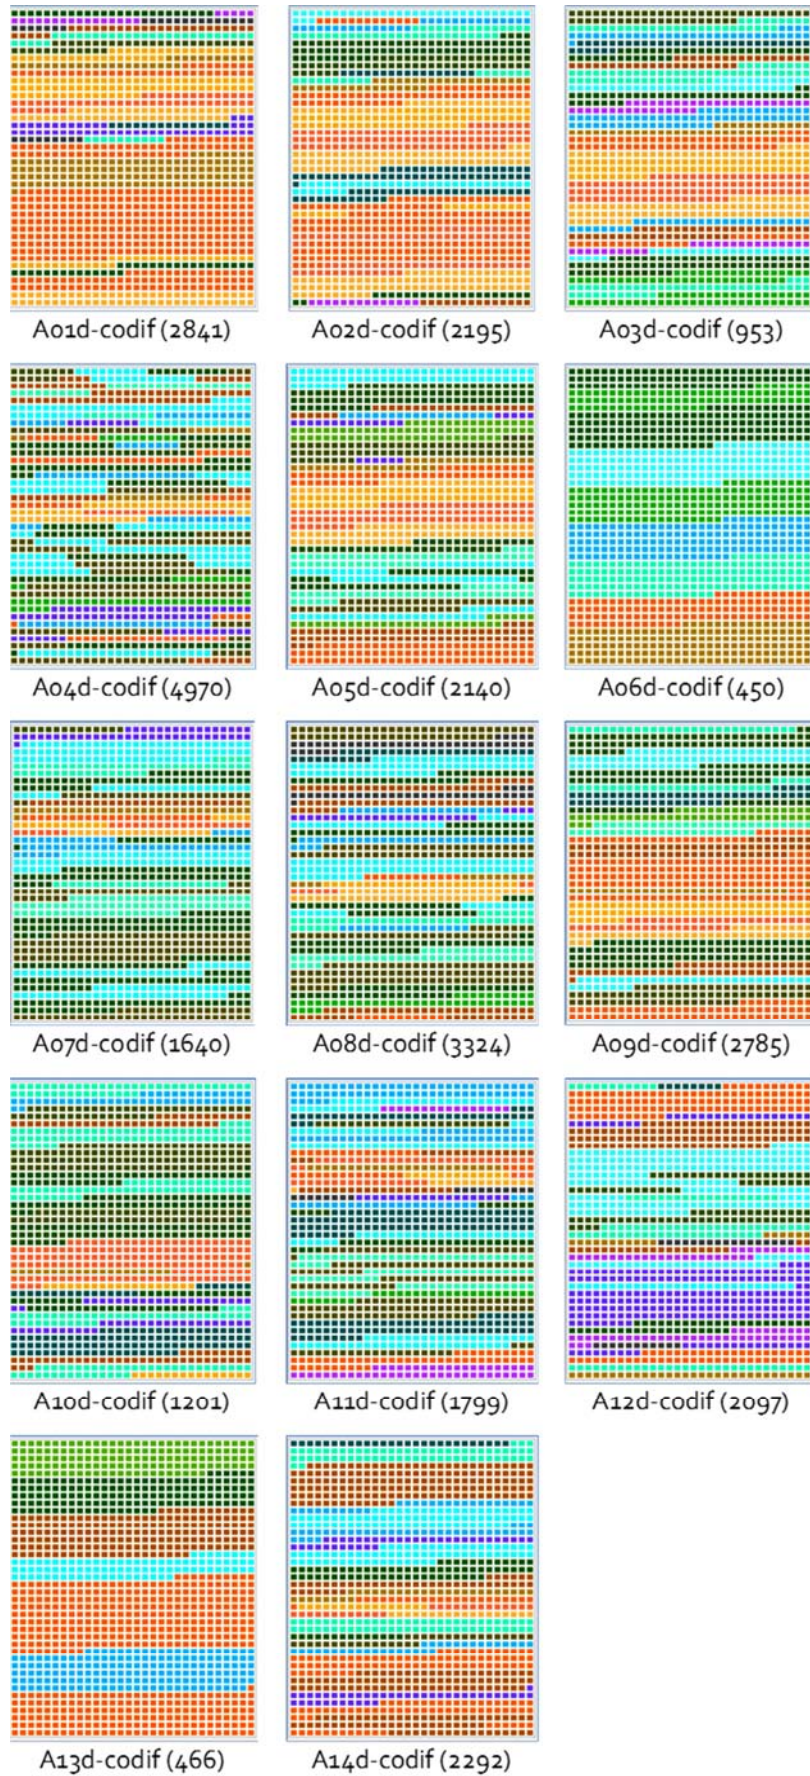 A01d-codif (2841) A02d-codif (2195) A03d-codif (953)
A04d-codif (4970) A05d-codif (2140) A06d-codif (450)
A07d-codif (1640) A08d-codif (3324) A09d-codif (2785)
A10d-codif (1201) A11d-codif (1799) A12d-codif (2097)
A13d-codif (466) A14d-codif (2292)